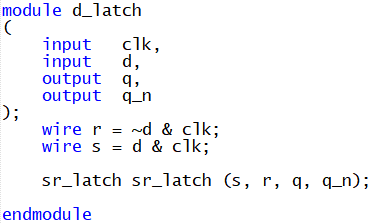 module d_latch
(
    input   clk,
    input   d,
    output  q,
    output  q_n
);
    wire r = ~d & clk;
    wire s = d & clk;

    sr_latch sr_latch (s, r, q, q_n);

endmodule